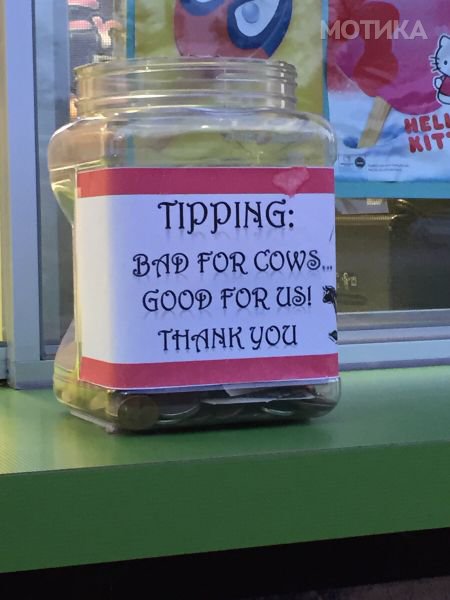 МОТИКА
HELL
KITT
TIPPING:
BAD FOR COWS...
GOOD FOR US!
THANK YOU